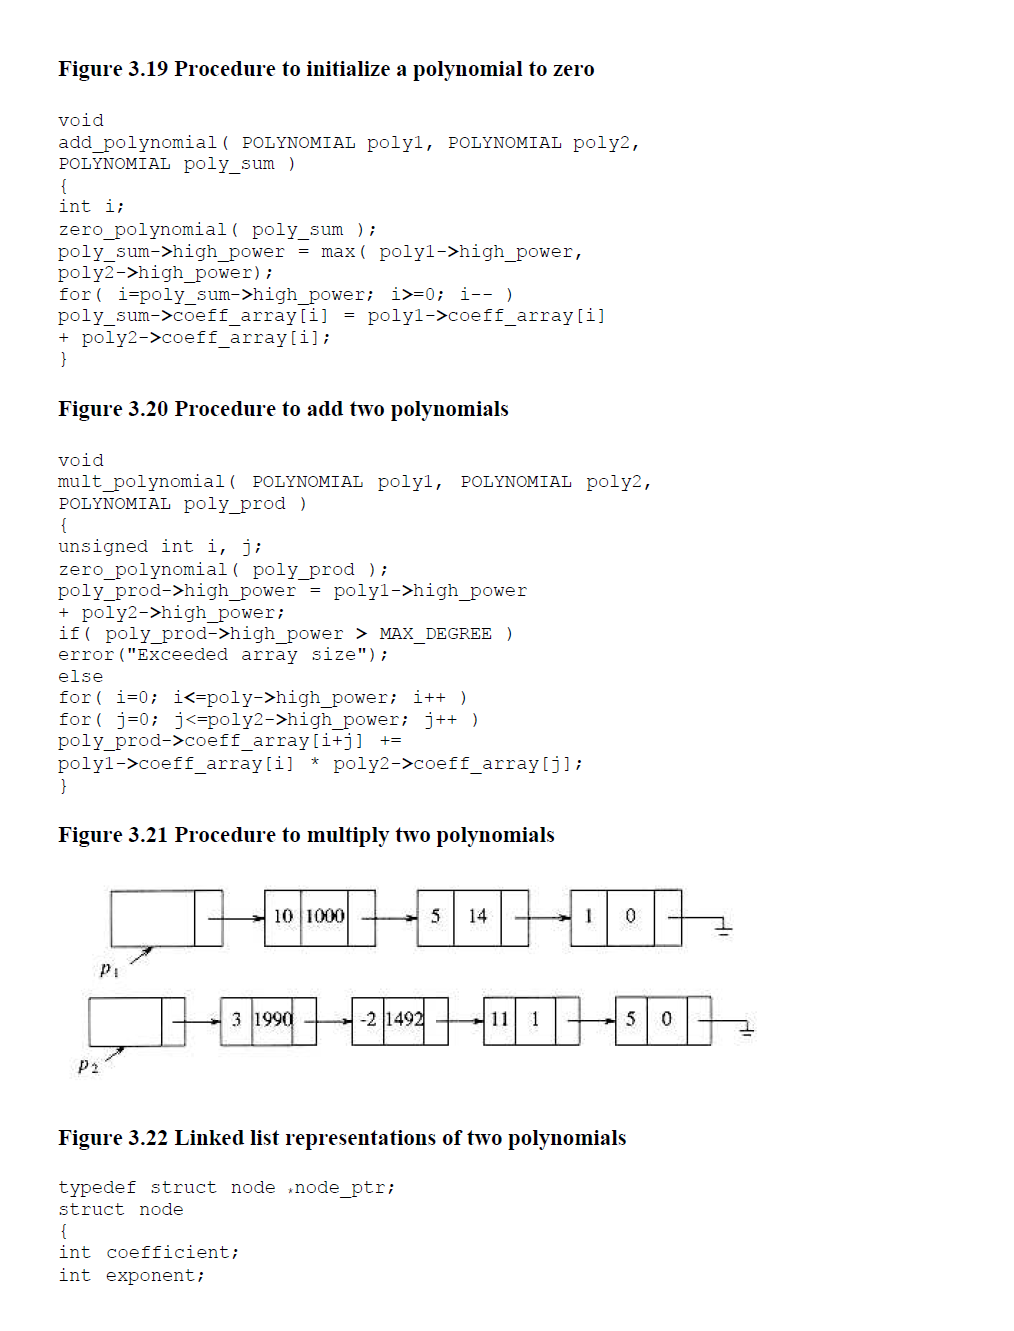 Figure 3.19 Procedure to initialize a polynomial to zero
void
add_polynomial( POLYNOMIAL poly1, POLYNOMIAL poly2,
POLYNOMIAL poly_sum )
{
int i;
zero_polynomial( poly_sum );
poly_sum->high_power = max( poly1->high_power,
poly2->high_power);
for( i=poly_sum->high_power; i>=0; i-- )
poly_sum->coeff_array[i] = poly1->coeff_array[i]
+ poly2->coeff_array[i];
}
Figure 3.20 Procedure to add two polynomials
void
mult_polynomial( POLYNOMIAL poly1, POLYNOMIAL poly2,
POLYNOMIAL poly_prod )
{
unsigned int i, j;
zero_polynomial( poly_prod );
poly_prod->high_power = poly1->high_power
+ poly2->high_power;
if( poly_prod->high_power > MAX_DEGREE )
error("Exceeded array size");
else
for( i=0; i<=poly->high_power; i++ )
for( j=0; j<=poly2->high_power; j++ )
poly_prod->coeff_array[i+j] +=
poly1->coeff_array[i] * poly2->coeff_array[j];
}
Figure 3.21 Procedure to multiply two polynomials
10 1000 5 14 1 0
P1
3 1990 -2 1492 11 1 5 0
P2
Figure 3.22 Linked list representations of two polynomials
typedef struct node *node_ptr;
struct node
{
int coefficient;
int exponent;